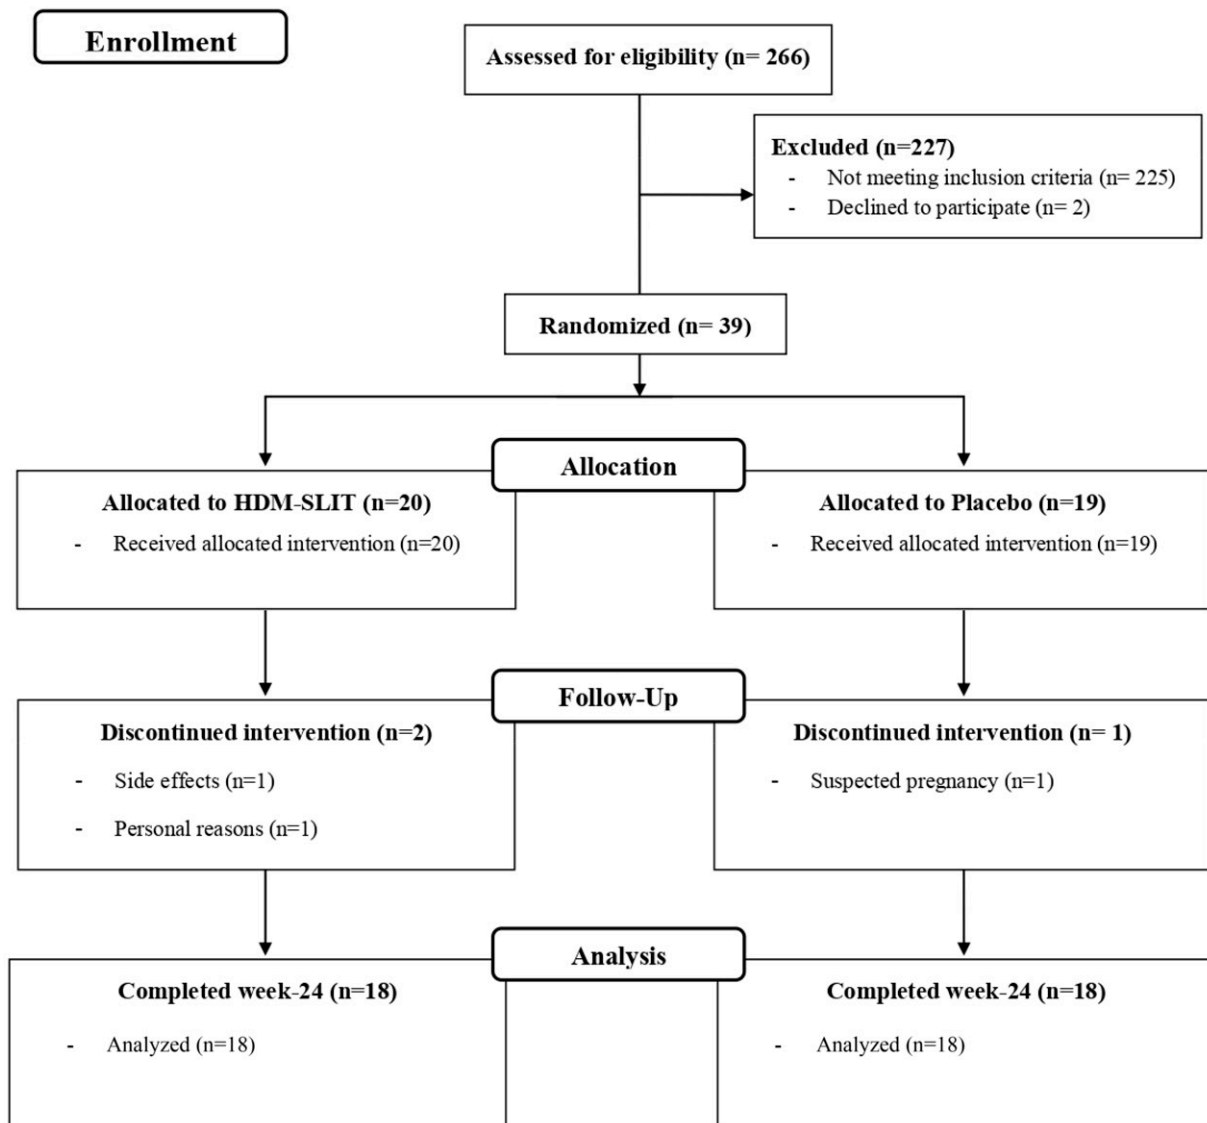 Enrollment
Assessed for eligibility (n= 266)
Excluded (n=227)
- Not meeting inclusion criteria (n= 225)
- Declined to participate (n= 2)
Randomized (n= 39)
Allocation
Allocated to HDM-SLIT (n=20)
- Received allocated intervention (n=20)
Allocated to Placebo (n=19)
- Received allocated intervention (n=19)
Follow-Up
Discontinued intervention (n=2)
- Side effects (n=1)
- Personal reasons (n=1)
Discontinued intervention (n= 1)
- Suspected pregnancy (n=1)
Analysis
Completed week-24 (n=18)
- Analyzed (n=18)
Completed week-24 (n=18)
- Analyzed (n=18)